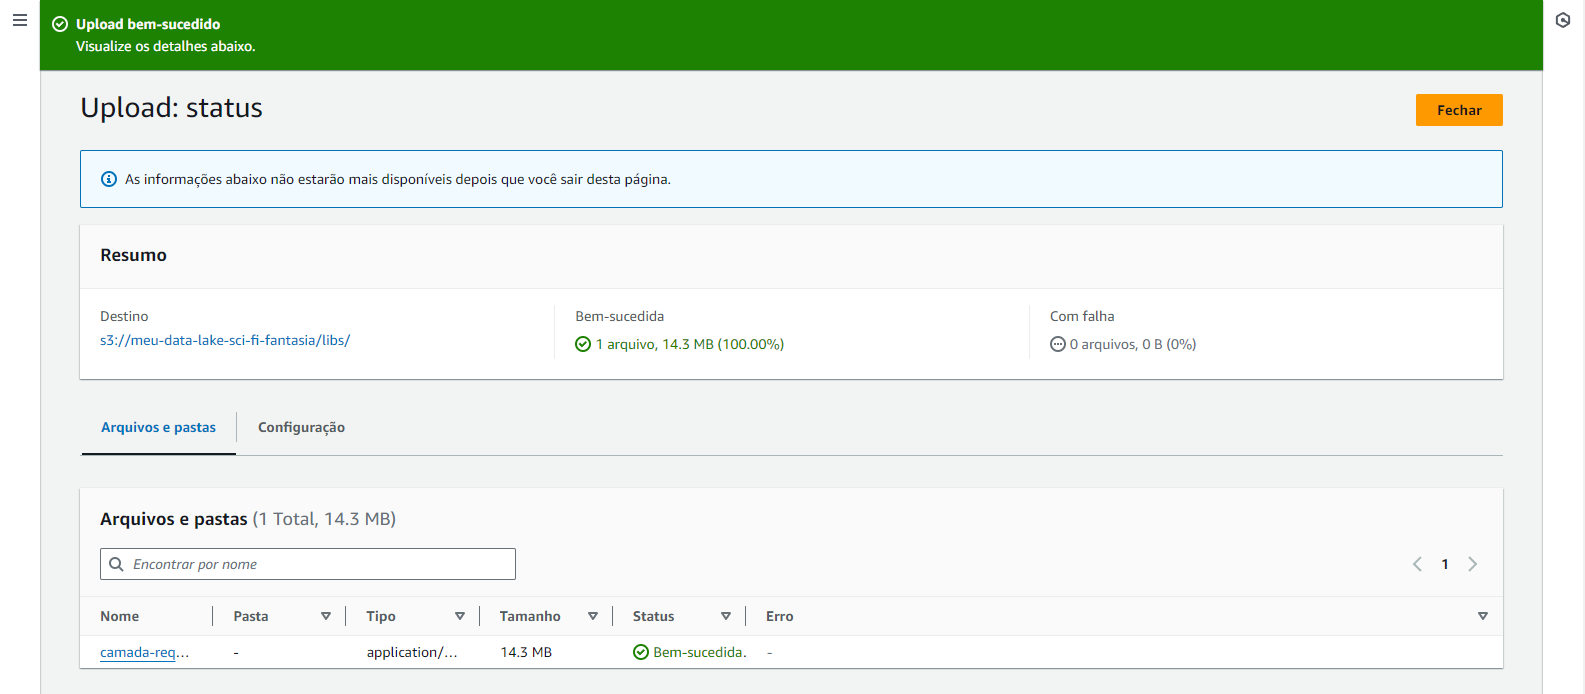 Upload bem-sucedido
Visualize os detalhes abaixo.
Upload: status
Fechar
As informações abaixo não estarão mais disponíveis depois que você sair desta página.
Resumo
Destino
s3://meu-data-lake-sci-fi-fantasia/libs/
Bem-sucedida
1 arquivo, 14.3 MB (100.00%)
Com falha
0 arquivos, 0 B (0%)
Arquivos e pastas
Configuração
Arquivos e pastas (1 Total, 14.3 MB)
Encontrar por nome
1
Nome Pasta Tipo Tamanho Status Erro
camada-req... - application/... 14.3 MB Bem-sucedida. -